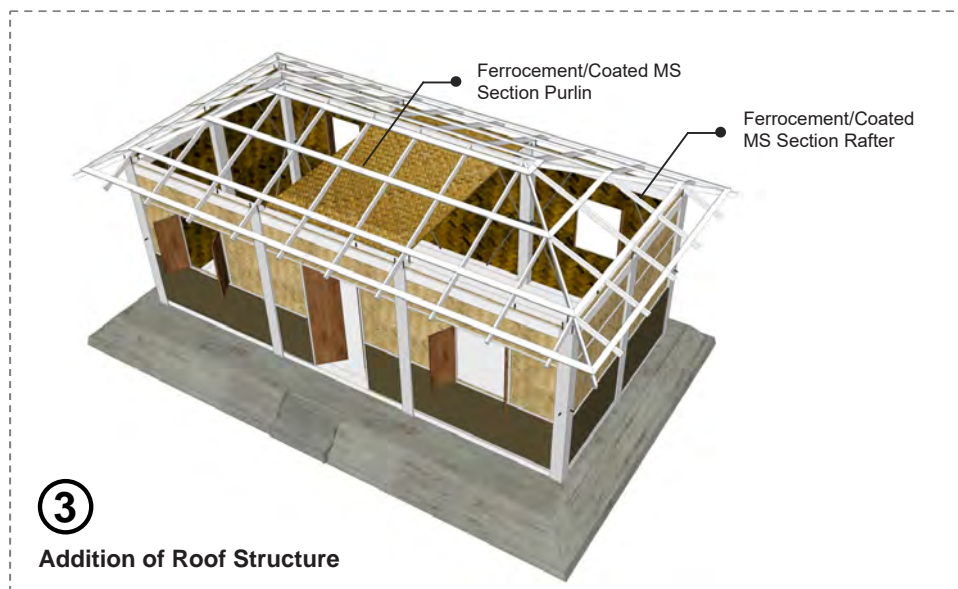 Ferrocement/Coated MS
Section Purlin
Ferrocement/Coated
MS Section Rafter
3
Addition of Roof Structure